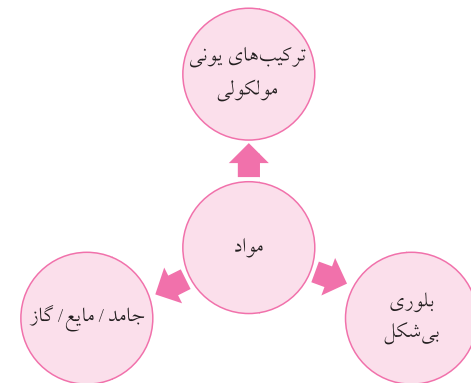 ترکیب‌های یونی
مولکولی
مواد
بلوری
بی‌شکل
جامد / مایع / گاز